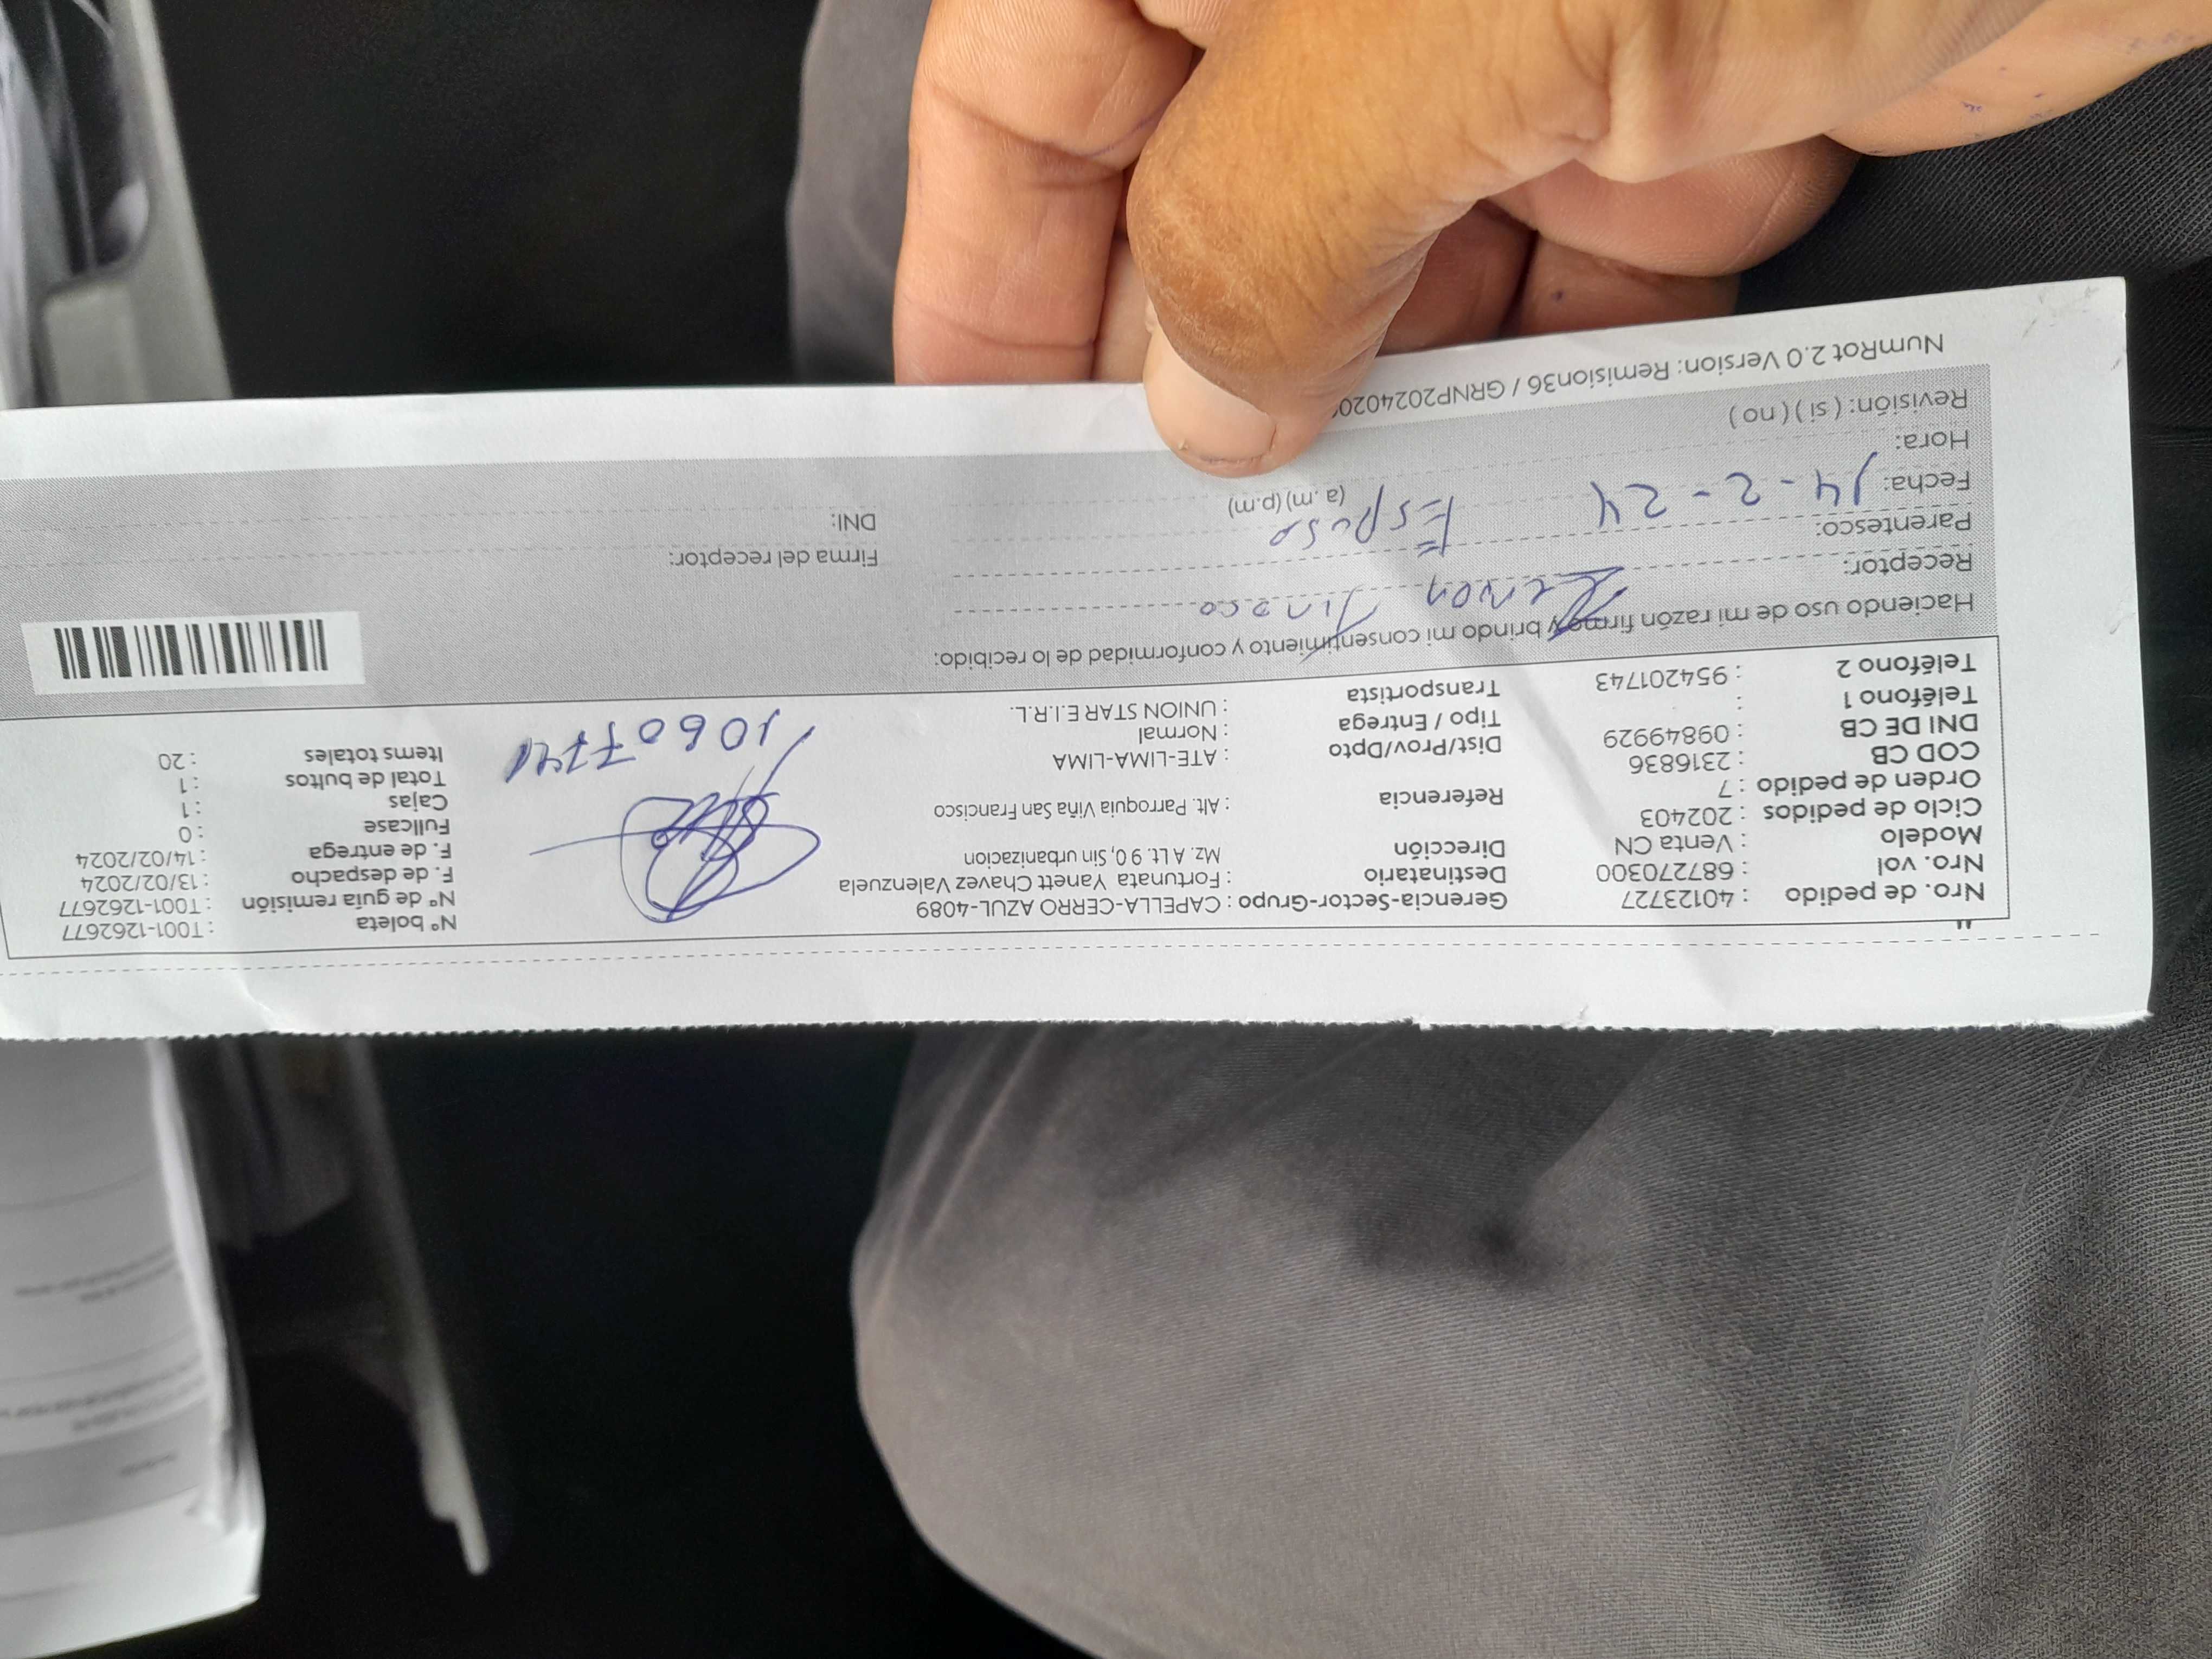 Nro. de pedido : 40123727
Nro. vol : 687270300
Modelo : Venta CN
Ciclo de pedidos : 202403
Orden de pedido : 7
COD CB : 2316836
DNI DE CB : 09849929
Teléfono 1 :
Teléfono 2 : 954201743
Gerencia-Sector-Grupo : CAPELLA-CERRO AZUL-4089
Destinatario : Fortunata Yanett Chavez Valenzuela
Dirección Mz. A Lt. 9 0, Sin urbanizacion
Referencia : Alt. Parroquia Viña San Francisco
Dist/Prov/Dpto : ATE-LIMA-LIMA
Tipo / Entrega : Normal
Transportista : UNION STAR E.I.R.L.
N° boleta : T001-1262677
N° de guía remisión : T001-1262677
F. de despacho : 13/02/2024
F. de entrega : 14/02/2024
Fullcase : 0
Cajas : 1
Total de bultos : 1
Items totales : 20
Haciendo uso de mi razón firmo y brindo mi consentimiento y conformidad de lo recibido:
Receptor: Tinoco
Parentesco: Esposo
Fecha: 14-2-24
Hora: (a.m) (p.m)
Revisión: ( si ) ( no )
Firma del receptor:
DNI:
NumRot 2.0 Version: Remision36 / GRNP202402